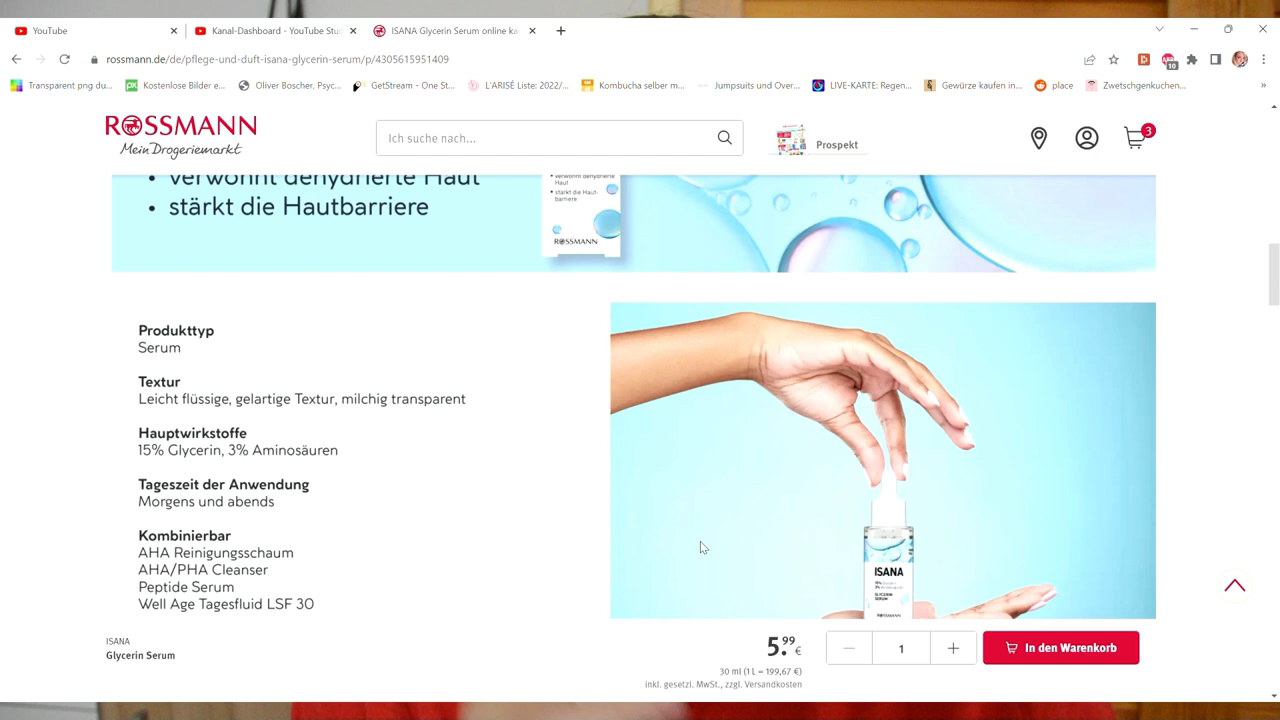 YouTube
Kanal-Dashboard - YouTube Stu
ISANA Glycerin Serum online ka
rossmann.de/de/pflege-und-duft-isana-glycerin-serum/p/4305615951409
Transparent png du...
Kostenlose Bilder e...
Oliver Boscher, Psyc...
GetStream - One St...
L'ARISÉ Liste: 2022/...
Kombucha selber m...
Jumpsuits und Over...
LIVE-KARTE: Regen...
Gewürze kaufen in...
place
Zwetschgenkuchen...
10
ROSSMANN
Mein Drogeriemarkt
Ich suche nach...
Prospekt
3
• verwöhnt dehydrierte Haut
• stärkt die Hautbarriere
• verwöhnt dehydrierte
Haut
• stärkt die Haut-
barriere
ROSSMANN
Produkttyp
Serum
Textur
Leicht flüssige, gelartige Textur, milchig transparent
Hauptwirkstoffe
15% Glycerin, 3% Aminosäuren
Tageszeit der Anwendung
Morgens und abends
Kombinierbar
AHA Reinigungsschaum
AHA/PHA Cleanser
Peptide Serum
Well Age Tagesfluid LSF 30
ISANA
GLYCERIN
SERUM
ROSSMANN
ISANA
Glycerin Serum
5.99 €
30 ml (1 L = 199,67 €)
inkl. gesetzl. MwSt., zzgl. Versandkosten
1
In den Warenkorb